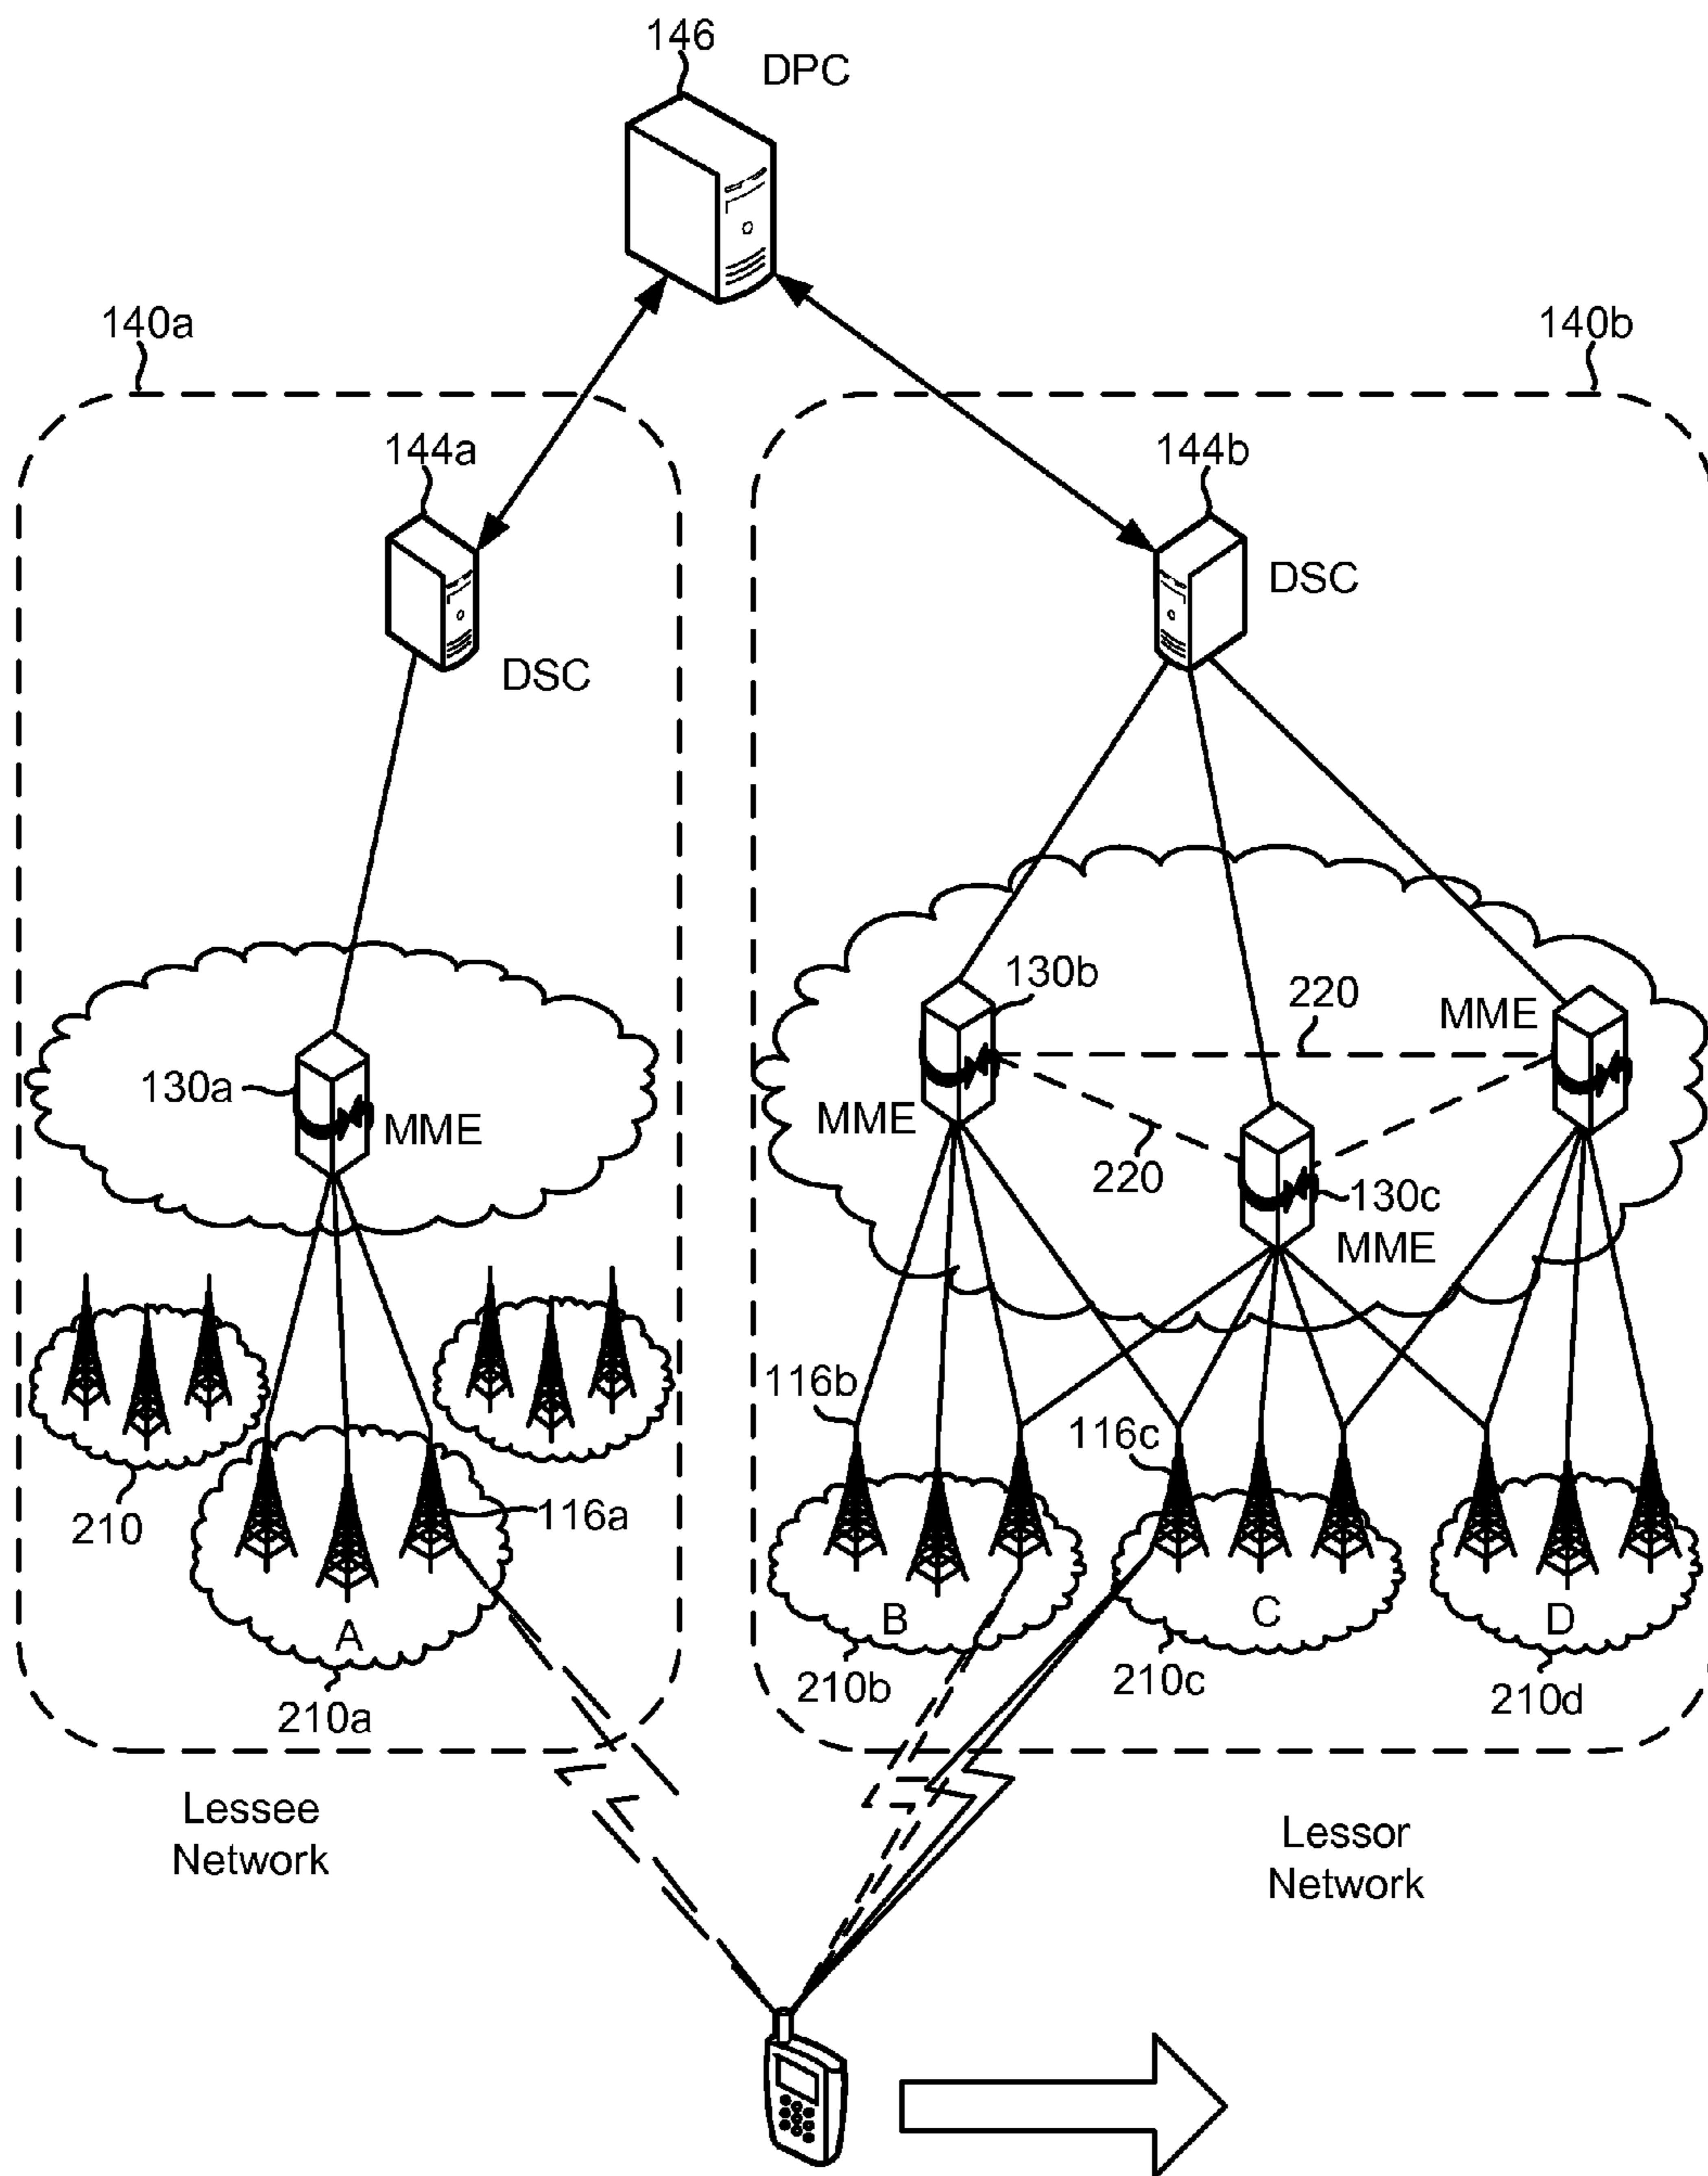 146
DPC
140a
140b
144a
144b
DSC
DSC
130b
220
MME
130a
MME
MME
220
130c
MME
116b
116c
210
116a
A
B
C
D
210a
210b
210c
210d
Lessee
Network
Lessor
Network